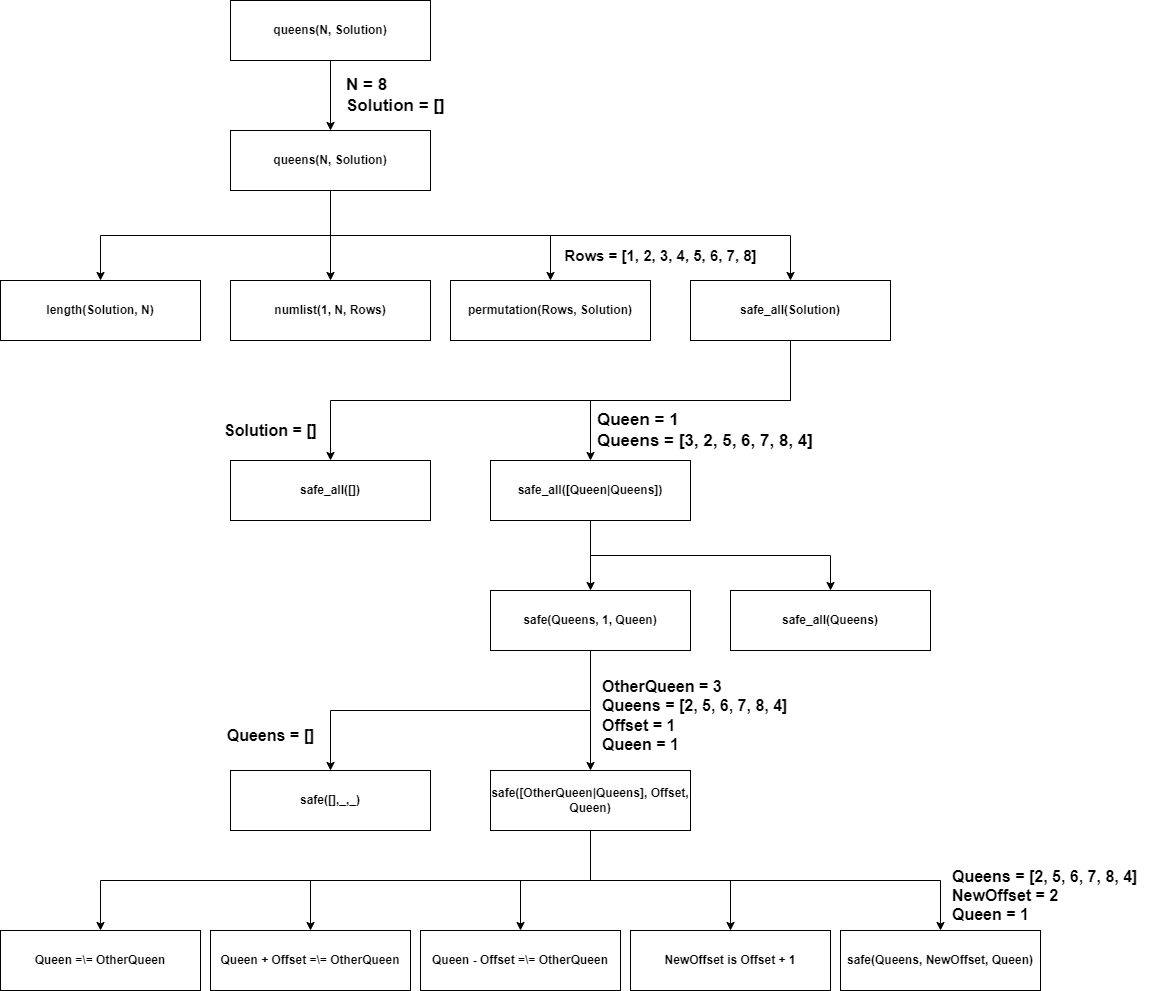 queens(N, Solution)
N = 8
Solution = []
queens(N, Solution)
Rows = [1, 2, 3, 4, 5, 6, 7, 8]
length(Solution, N)
numlist(1, N, Rows)
permutation(Rows, Solution)
safe_all(Solution)
Solution = []
Queen = 1
Queens = [3, 2, 5, 6, 7, 8, 4]
safe_all([])
safe_all([Queen|Queens])
safe(Queens, 1, Queen)
safe_all(Queens)
Queens = []
OtherQueen = 3
Queens = [2, 5, 6, 7, 8, 4]
Offset = 1
Queen = 1
safe([],_,_)
safe([OtherQueen|Queens], Offset,
Queen)
Queens = [2, 5, 6, 7, 8, 4]
NewOffset = 2
Queen = 1
Queen =\= OtherQueen
Queen + Offset =\= OtherQueen
Queen - Offset =\= OtherQueen
NewOffset is Offset + 1
safe(Queens, NewOffset, Queen)